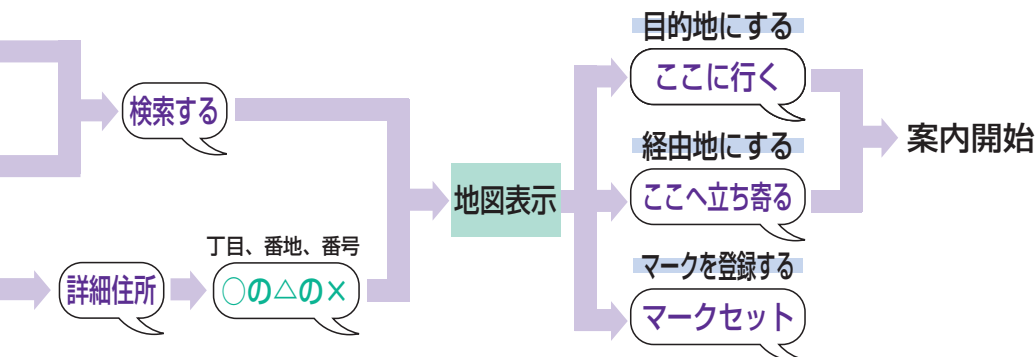 検索する
詳細住所
丁目、番地、番号
○の△の×
地図表示
目的地にする
ここに行く
経由地にする
ここへ立ち寄る
マークを登録する
マークセット
案内開始